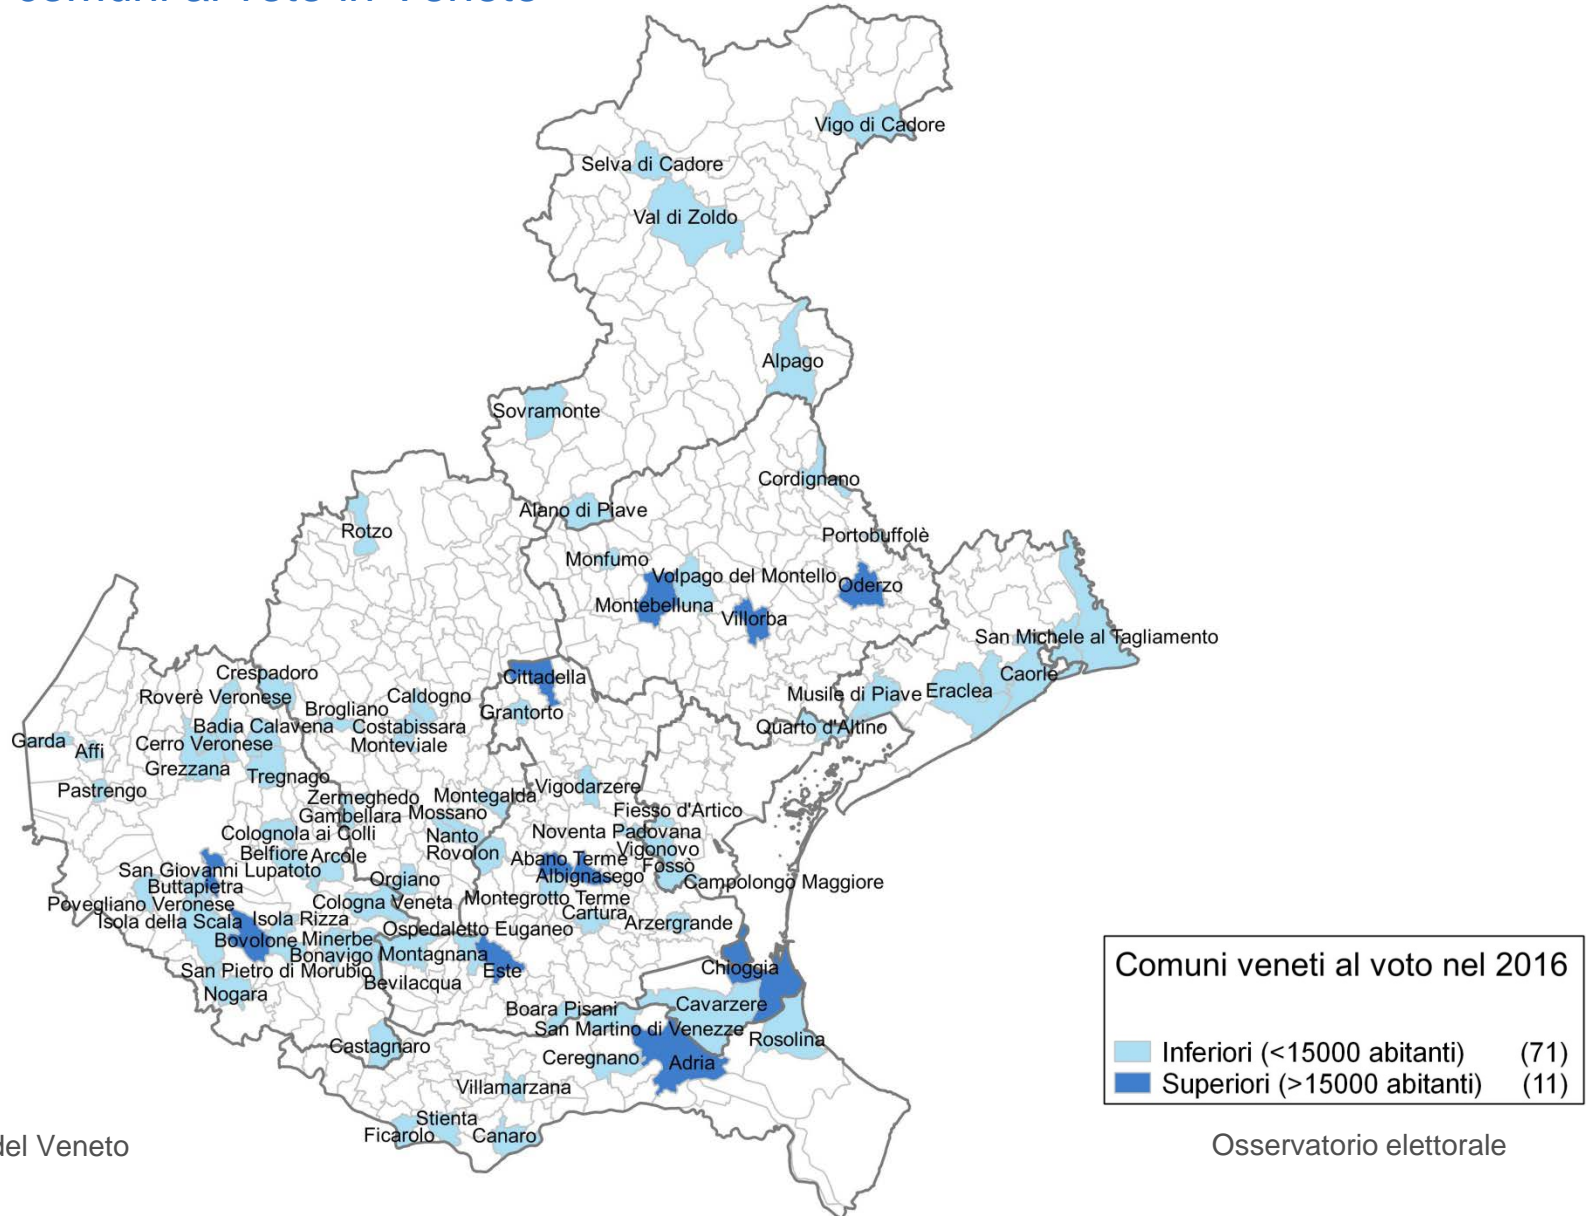 Vigo di Cadore
Selva di Cadore
Val di Zoldo
Alpago
Sovramonte
Cordignano
Alano di Piave
Rotzo
Portobuffolè
Monfumo
Volpago del Montello
Oderzo
Montebelluna
Villorba
San Michele al Tagliamento
Crespadoro
Cittadella
Caorle
Roverè Veronese
Caldogno
Musile di Piave
Eraclea
Brogliano
Grantorto
Badia Calavena
Costabissara
Quarto d'Altino
Garda
Affi
Cerro Veronese
Monteviale
Grezzana
Tregnago
Pastrengo
Vigodarzere
Zermeghedo
Montegalda
Gambellara
Mossano
Fiesso d'Artico
Colognola ai Colli
Nanto
Noventa Padovana
Belfiore
Arcole
Rovolon
Abano Terme
Vigonovo
San Giovanni Lupatoto
Fossò
Buttapietra
Orgiano
Albignasego
Campolongo Maggiore
Povegliano Veronese
Cologna Veneta
Montegrotto Terme
Isola della Scala
Isola Rizza
Cartura
Arzergrande
Ospedaletto Euganeo
Bovolone
Minerbe
Bonavigo
Montagnana
San Pietro di Morubio
Este
Chioggia
Nogara
Bevilacqua
Boara Pisani
Cavarzere
San Martino di Venezze
Rosolina
Castagnaro
Ceregnano
Adria
Villamarzana
Stienta
Ficarolo
Canaro
Comuni veneti al voto nel 2016
Inferiori (<15000 abitanti) (71)
Superiori (>15000 abitanti) (11)
del Veneto
Osservatorio elettorale